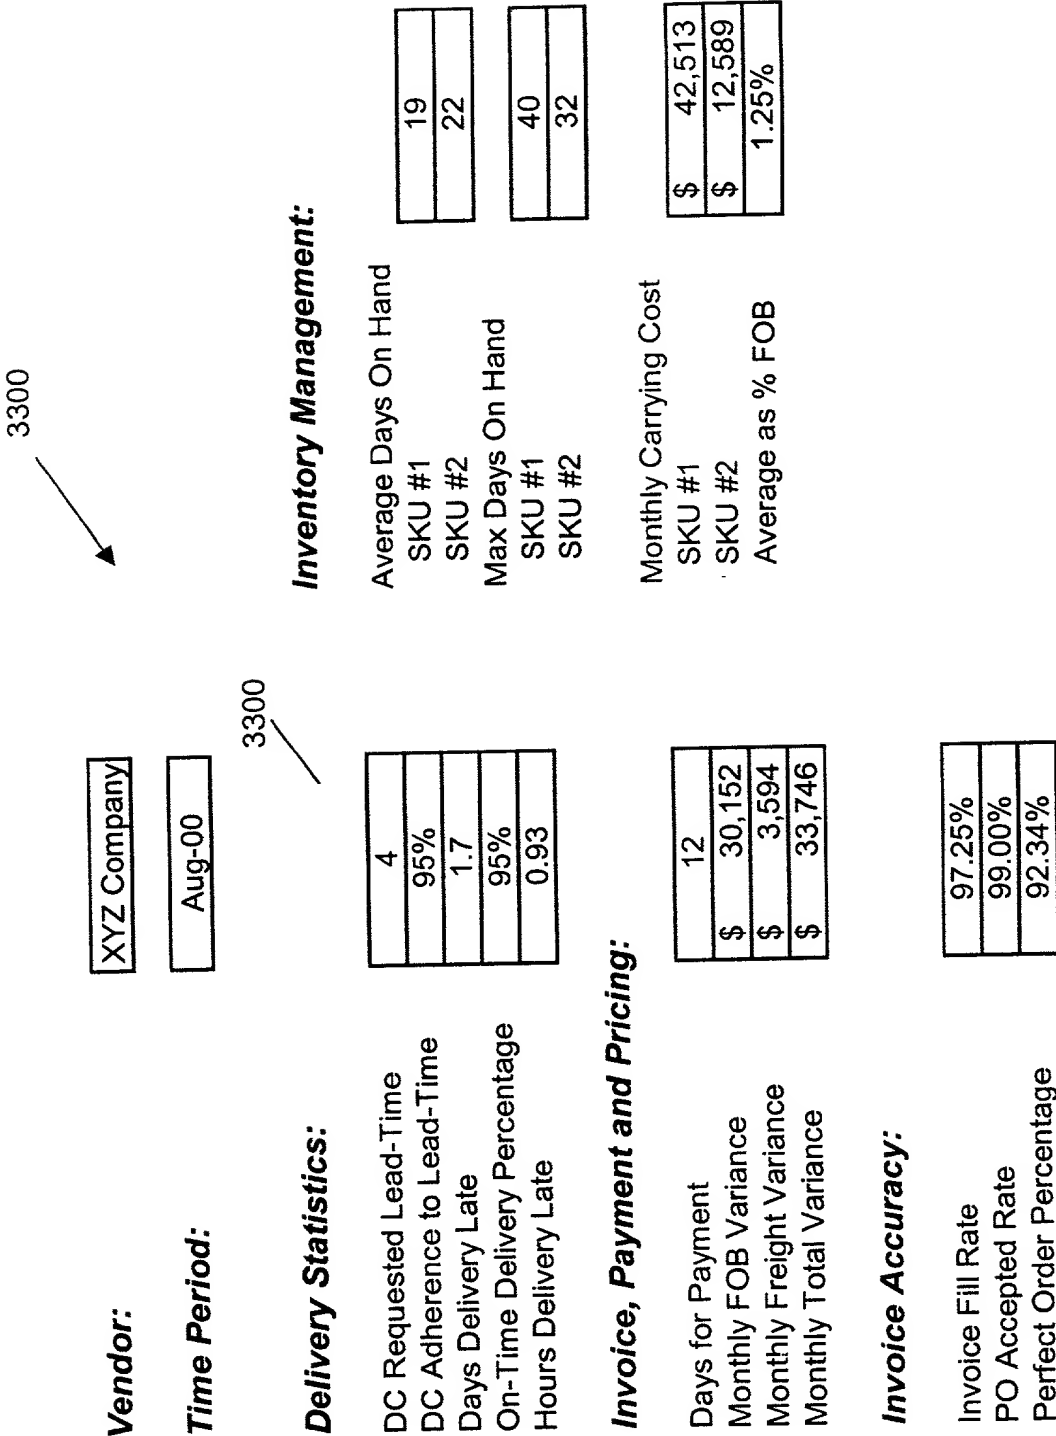 3300
Vendor: XYZ Company
Time Period: Aug-00
3300
Delivery Statistics:
DC Requested Lead-Time 4
DC Adherence to Lead-Time 95%
Days Delivery Late 1.7
On-Time Delivery Percentage 95%
Hours Delivery Late 0.93
Invoice, Payment and Pricing:
Days for Payment 12
Monthly FOB Variance $ 30,152
Monthly Freight Variance $ 3,594
Monthly Total Variance $ 33,746
Invoice Accuracy:
Invoice Fill Rate 97.25%
PO Accepted Rate 99.00%
Perfect Order Percentage 92.34%
Inventory Management:
Average Days On Hand
SKU #1 19
SKU #2 22
Max Days On Hand
SKU #1 40
SKU #2 32
Monthly Carrying Cost
SKU #1 $ 42,513
SKU #2 $ 12,589
Average as % FOB 1.25%